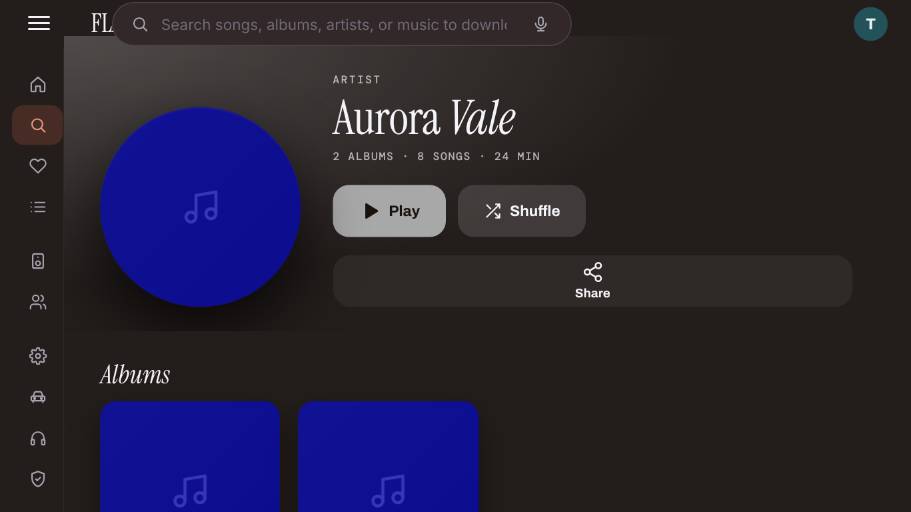 FLA
Search songs, albums, artists, or music to downl
T
ARTIST
Aurora Vale
2 ALBUMS · 8 SONGS · 24 MIN
Play
Shuffle
Share
Albums